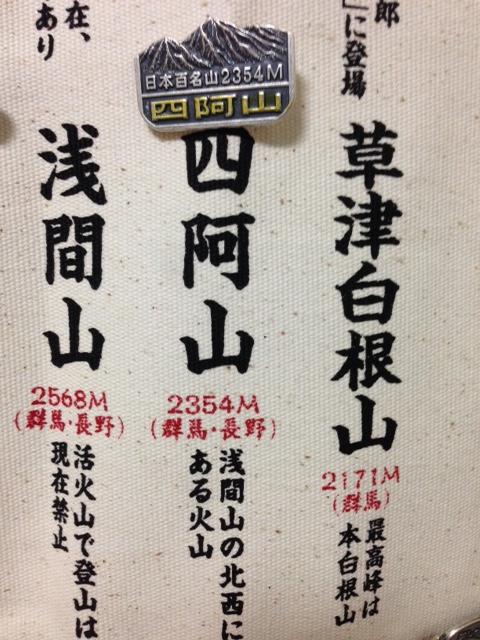 郎
」に登場
草津白根山
2171M
(群馬)
最高峰は
本白根山
日本百名山2354M
四阿山
四阿山
2354M
(群馬・長野)
浅間山の北西に
ある火山
在、
あり
浅間山
2568M
(群馬・長野)
活火山で登山は
現在禁止